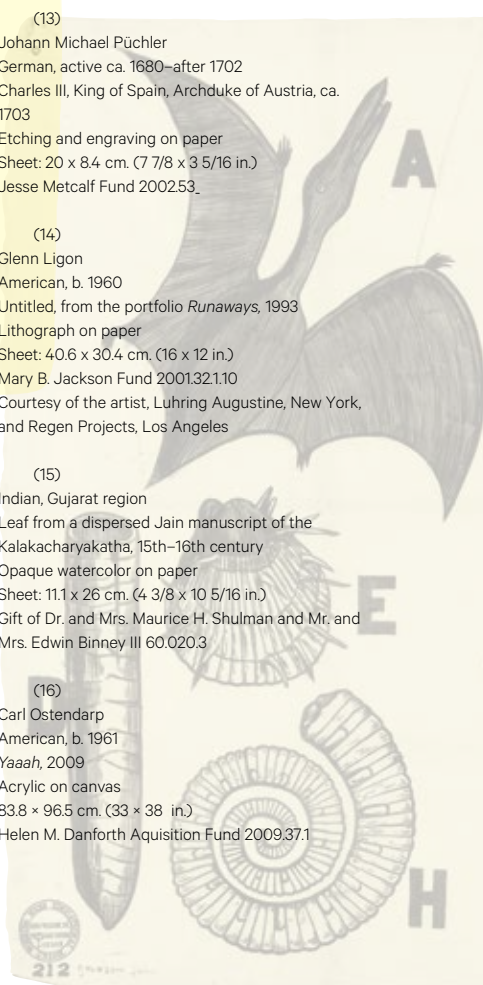 (13)
Johann Michael Püchler
German, active ca. 1680–after 1702
Charles III, King of Spain, Archduke of Austria, ca.
1703
Etching and engraving on paper
Sheet: 20 x 8.4 cm. (7 7/8 x 3 5/16 in.)
Jesse Metcalf Fund 2002.53_
(14)
Glenn Ligon
American, b. 1960
Untitled, from the portfolio Runaways, 1993
Lithograph on paper
Sheet: 40.6 x 30.4 cm. (16 x 12 in.)
Mary B. Jackson Fund 2001.32.1.10
Courtesy of the artist, Luhring Augustine, New York,
and Regen Projects, Los Angeles
(15)
Indian, Gujarat region
Leaf from a dispersed Jain manuscript of the
Kalakacharyakatha, 15th–16th century
Opaque watercolor on paper
Sheet: 11.1 x 26 cm. (4 3/8 x 10 5/16 in.)
Gift of Dr. and Mrs. Maurice H. Shulman and Mr. and
Mrs. Edwin Binney III 60.020.3
(16)
Carl Ostendarp
American, b. 1961
Yaaah, 2009
Acrylic on canvas
83.8 × 96.5 cm. (33 × 38 in.)
Helen M. Danforth Aquisition Fund 2009.37.1
A
E
H
212